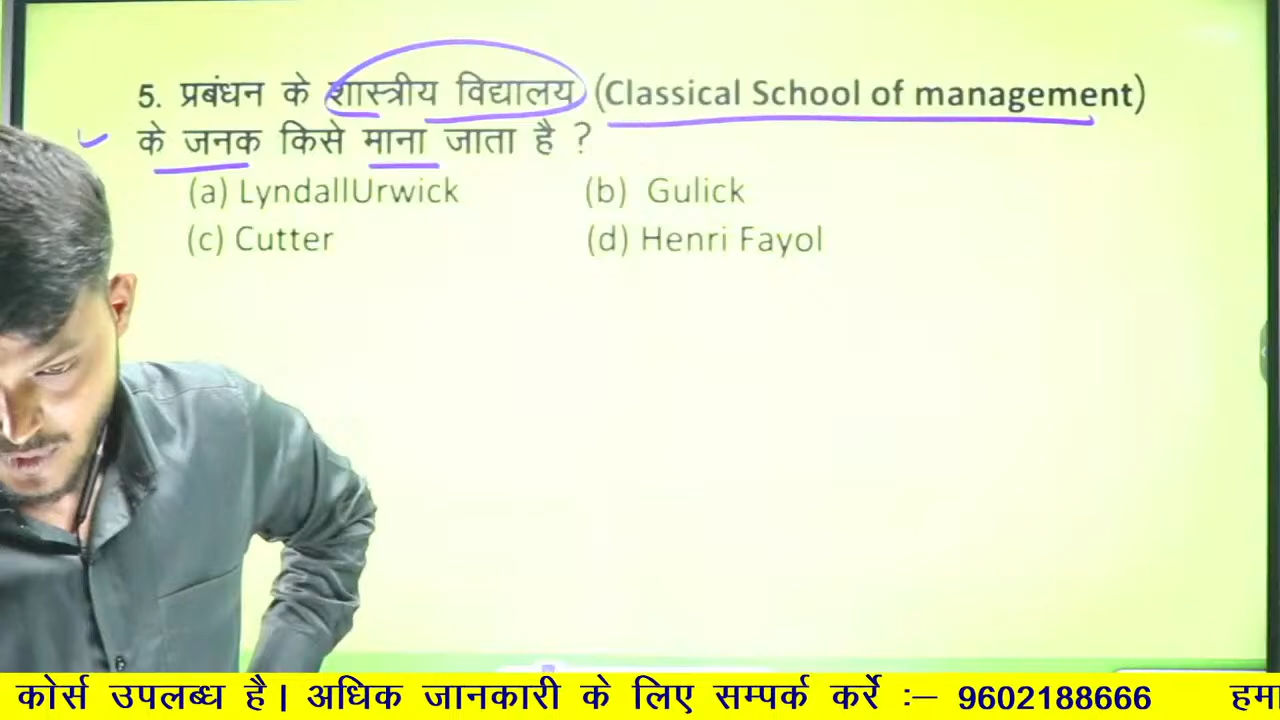 5. प्रबंधन के शास्त्रीय विद्यालय (Classical School of management)
के जनक किसे माना जाता है ?
(a) LyndallUrwick (b) Gulick
(c) Cutter (d) Henri Fayol
कोर्स उपलब्ध है। अधिक जानकारी के लिए सम्पर्क करें :– 9602188666 हमा